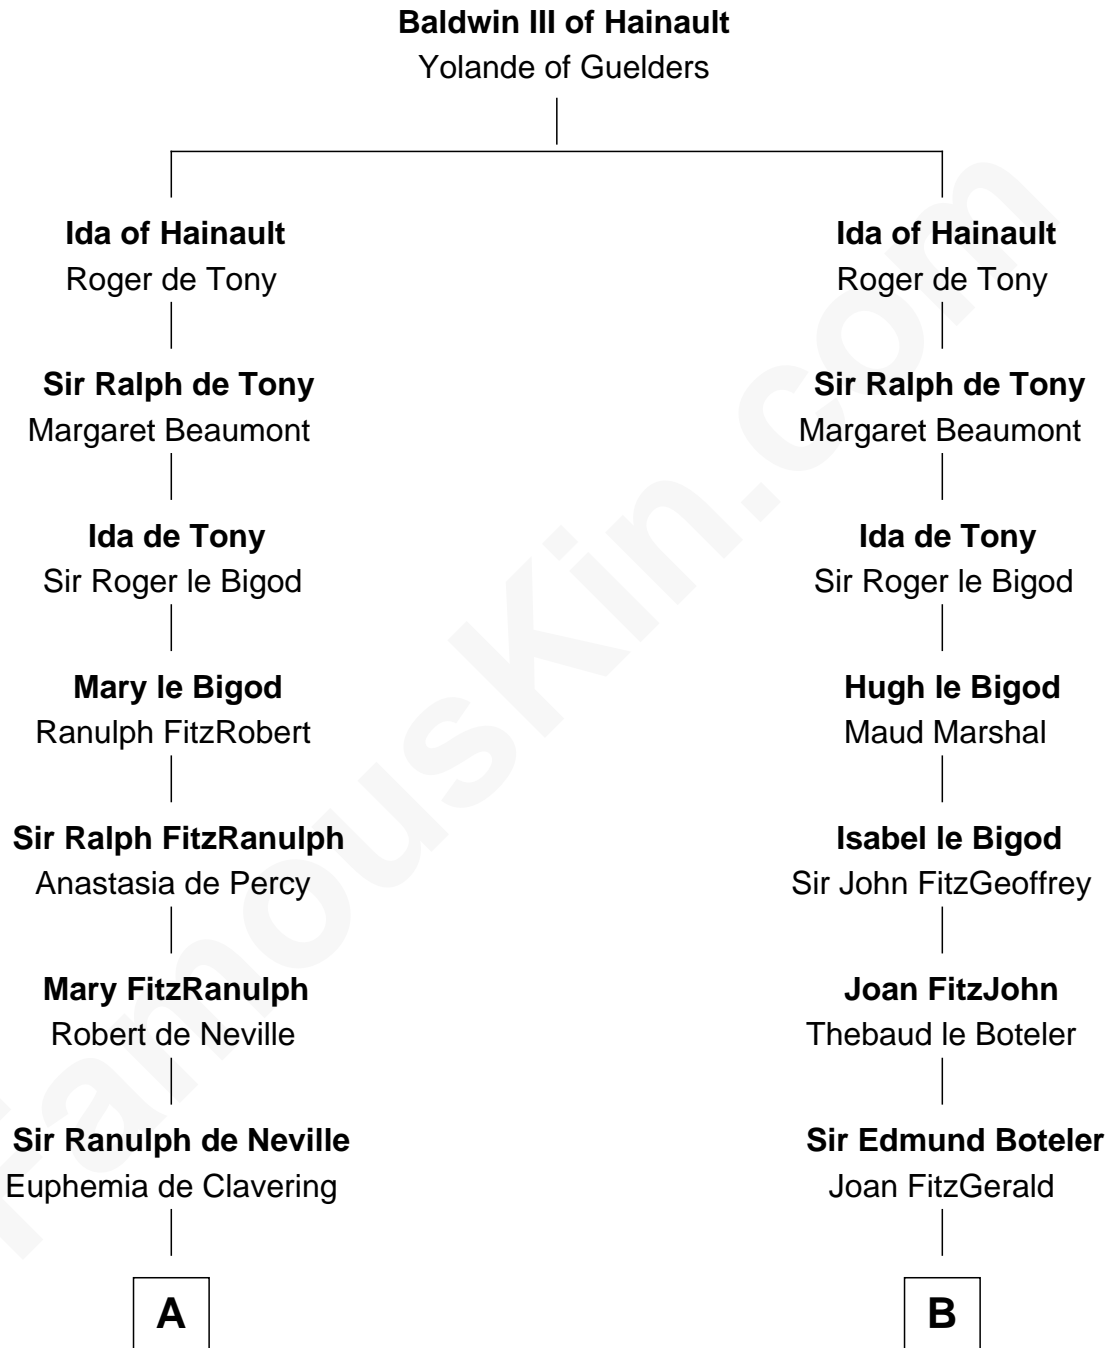 Baldwin III of Hainault
Yolande of Guelders
Ida of Hainault
Roger de Tony
Ida of Hainault
Roger de Tony
Sir Ralph de Tony
Margaret Beaumont
Sir Ralph de Tony
Margaret Beaumont
Ida de Tony
Sir Roger le Bigod
Ida de Tony
Sir Roger le Bigod
Mary le Bigod
Ranulph FitzRobert
Hugh le Bigod
Maud Marshal
Sir Ralph FitzRanulph
Anastasia de Percy
Isabel le Bigod
Sir John FitzGeoffrey
Mary FitzRanulph
Robert de Neville
Joan FitzJohn
Thebaud le Boteler
Sir Ranulph de Neville
Euphemia de Clavering
Sir Edmund Boteler
Joan FitzGerald
A
B
FamousKin.com